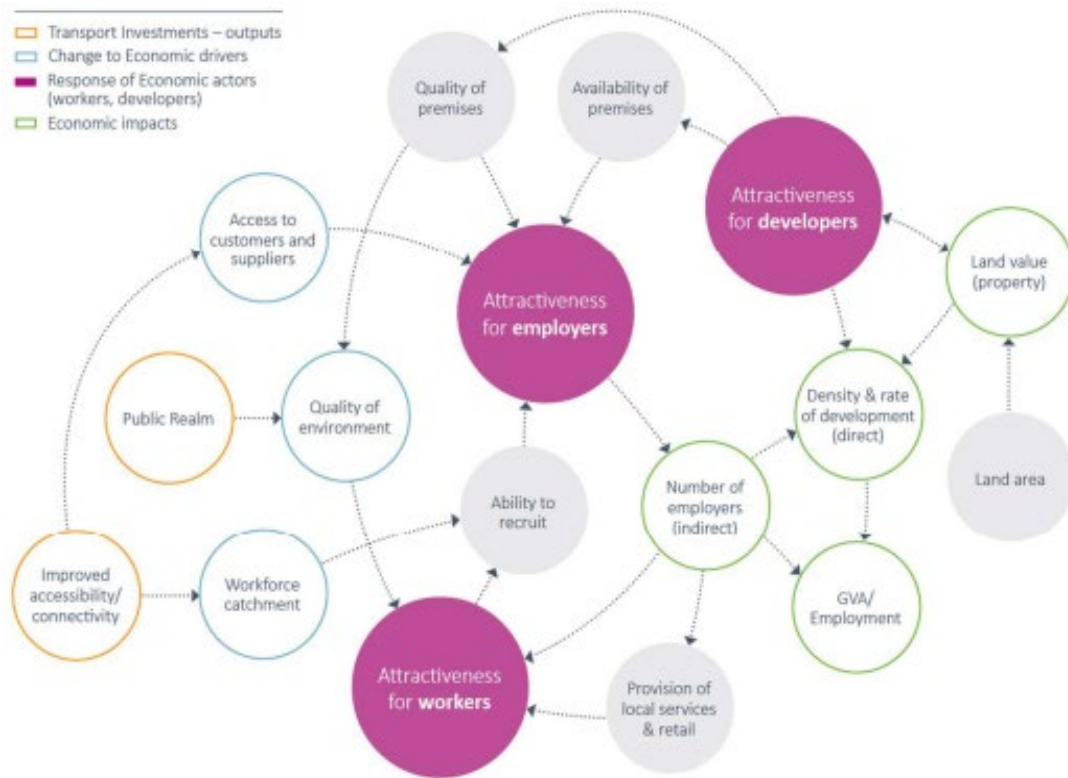 Transport Investments – outputs
Change to Economic drivers
Response of Economic actors
(workers, developers)
Economic impacts
Quality of
premises
Availability of
premises
Attractiveness
for developers
Access to
customers and
suppliers
Land value
(property)
Attractiveness
for employers
Public Realm
Quality of
environment
Density & rate
of development
(direct)
Land area
Ability to
recruit
Number of
employers
(indirect)
Improved
accessibility/
connectivity
Workforce
catchment
GVA/
Employment
Attractiveness
for workers
Provision of
local services
& retail